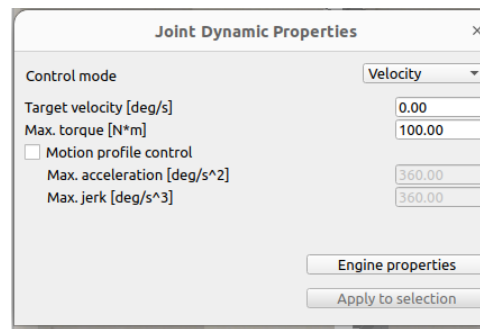 Joint Dynamic Properties ×
Control mode Velocity
Target velocity [deg/s] 0.00
Max. torque [N*m] 100.00
Motion profile control
Max. acceleration [deg/s^2] 360.00
Max. jerk [deg/s^3] 360.00
Engine properties
Apply to selection